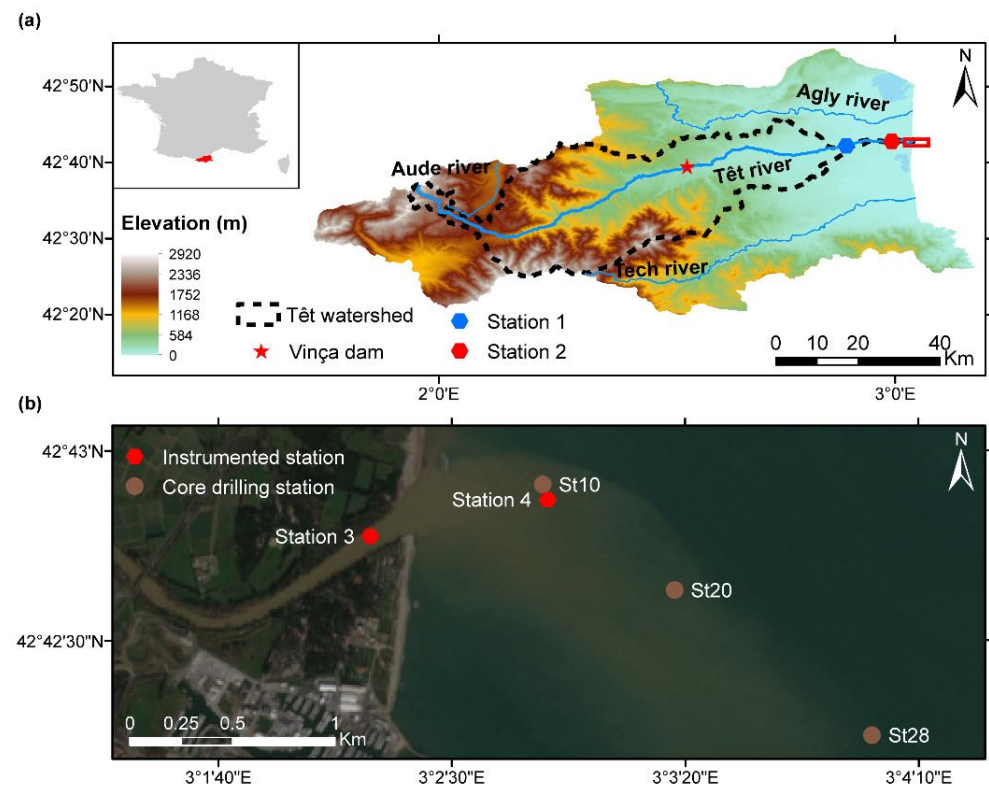 (a)
N
42°50'N
42°40'N
42°30'N
42°20'N
Agly river
Aude river
Têt river
Tech river
Elevation (m)
2920
2336
1752
1168
584
0
Têt watershed
Vinça dam
Station 1
Station 2
0 10 20 40
Km
2°0'E 3°0'E
(b)
N
42°43'N
42°42'30"N
Instrumented station
Core drilling station
Station 3
Station 4
St10
St20
St28
0 0.25 0.5 1
Km
3°1'40"E 3°2'30"E 3°3'20"E 3°4'10"E